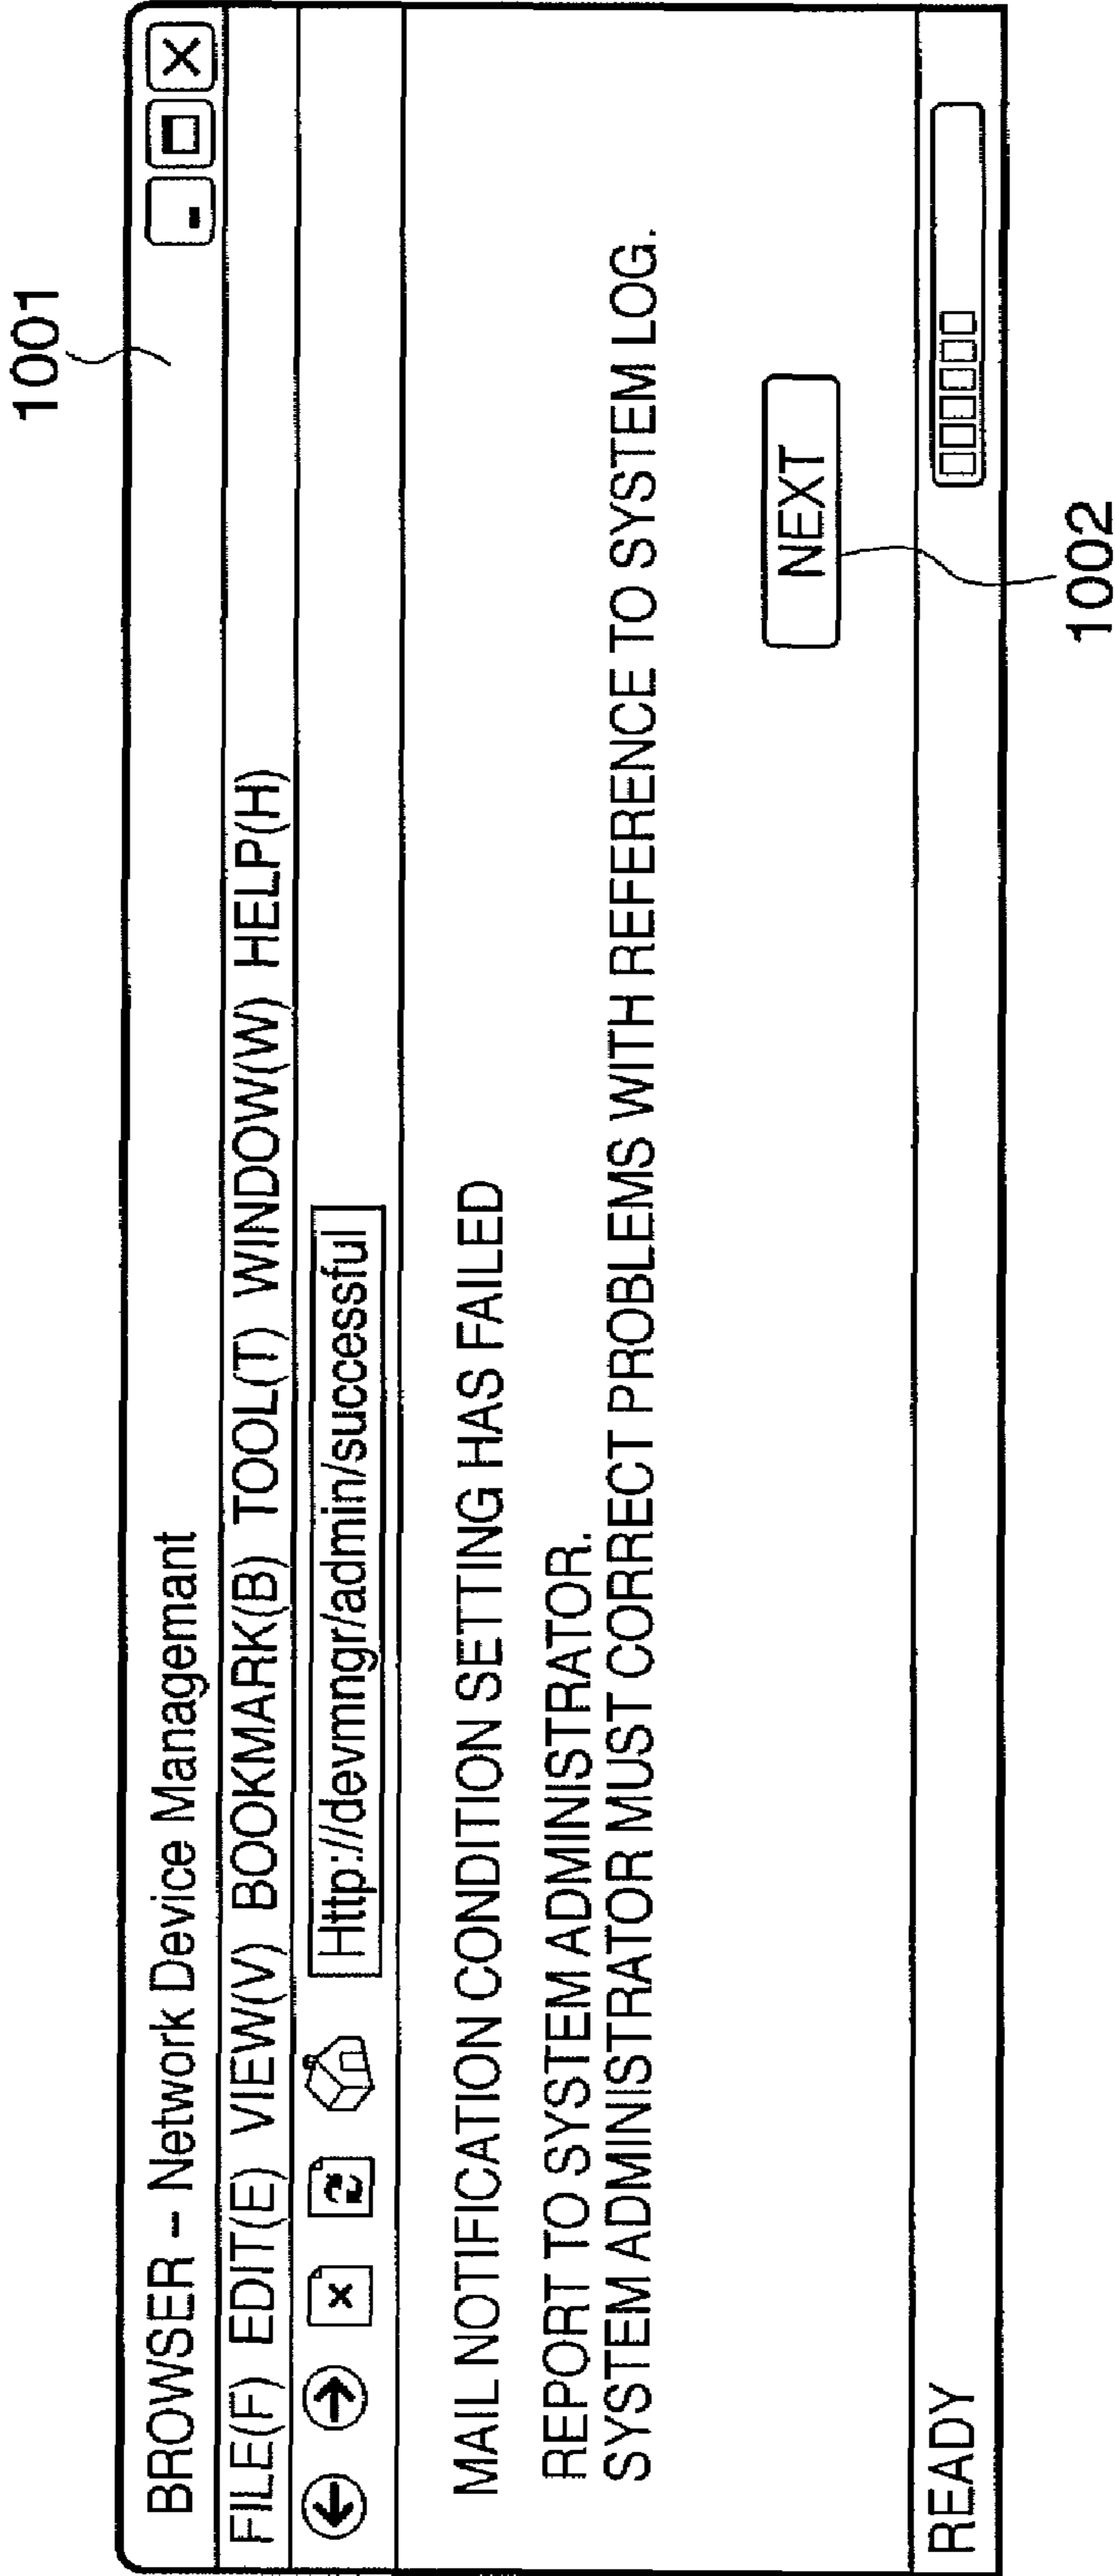 1001
BROWSER – Network Device Managemant
FILE(F) EDIT(E) VIEW(V) BOOKMARK(B) TOOL(T) WINDOW(W) HELP(H)
Http://devmngr/admin/successful
MAIL NOTIFICATION CONDITION SETTING HAS FAILED
REPORT TO SYSTEM ADMINISTRATOR.
SYSTEM ADMINISTRATOR MUST CORRECT PROBLEMS WITH REFERENCE TO SYSTEM LOG.
NEXT
READY
1002